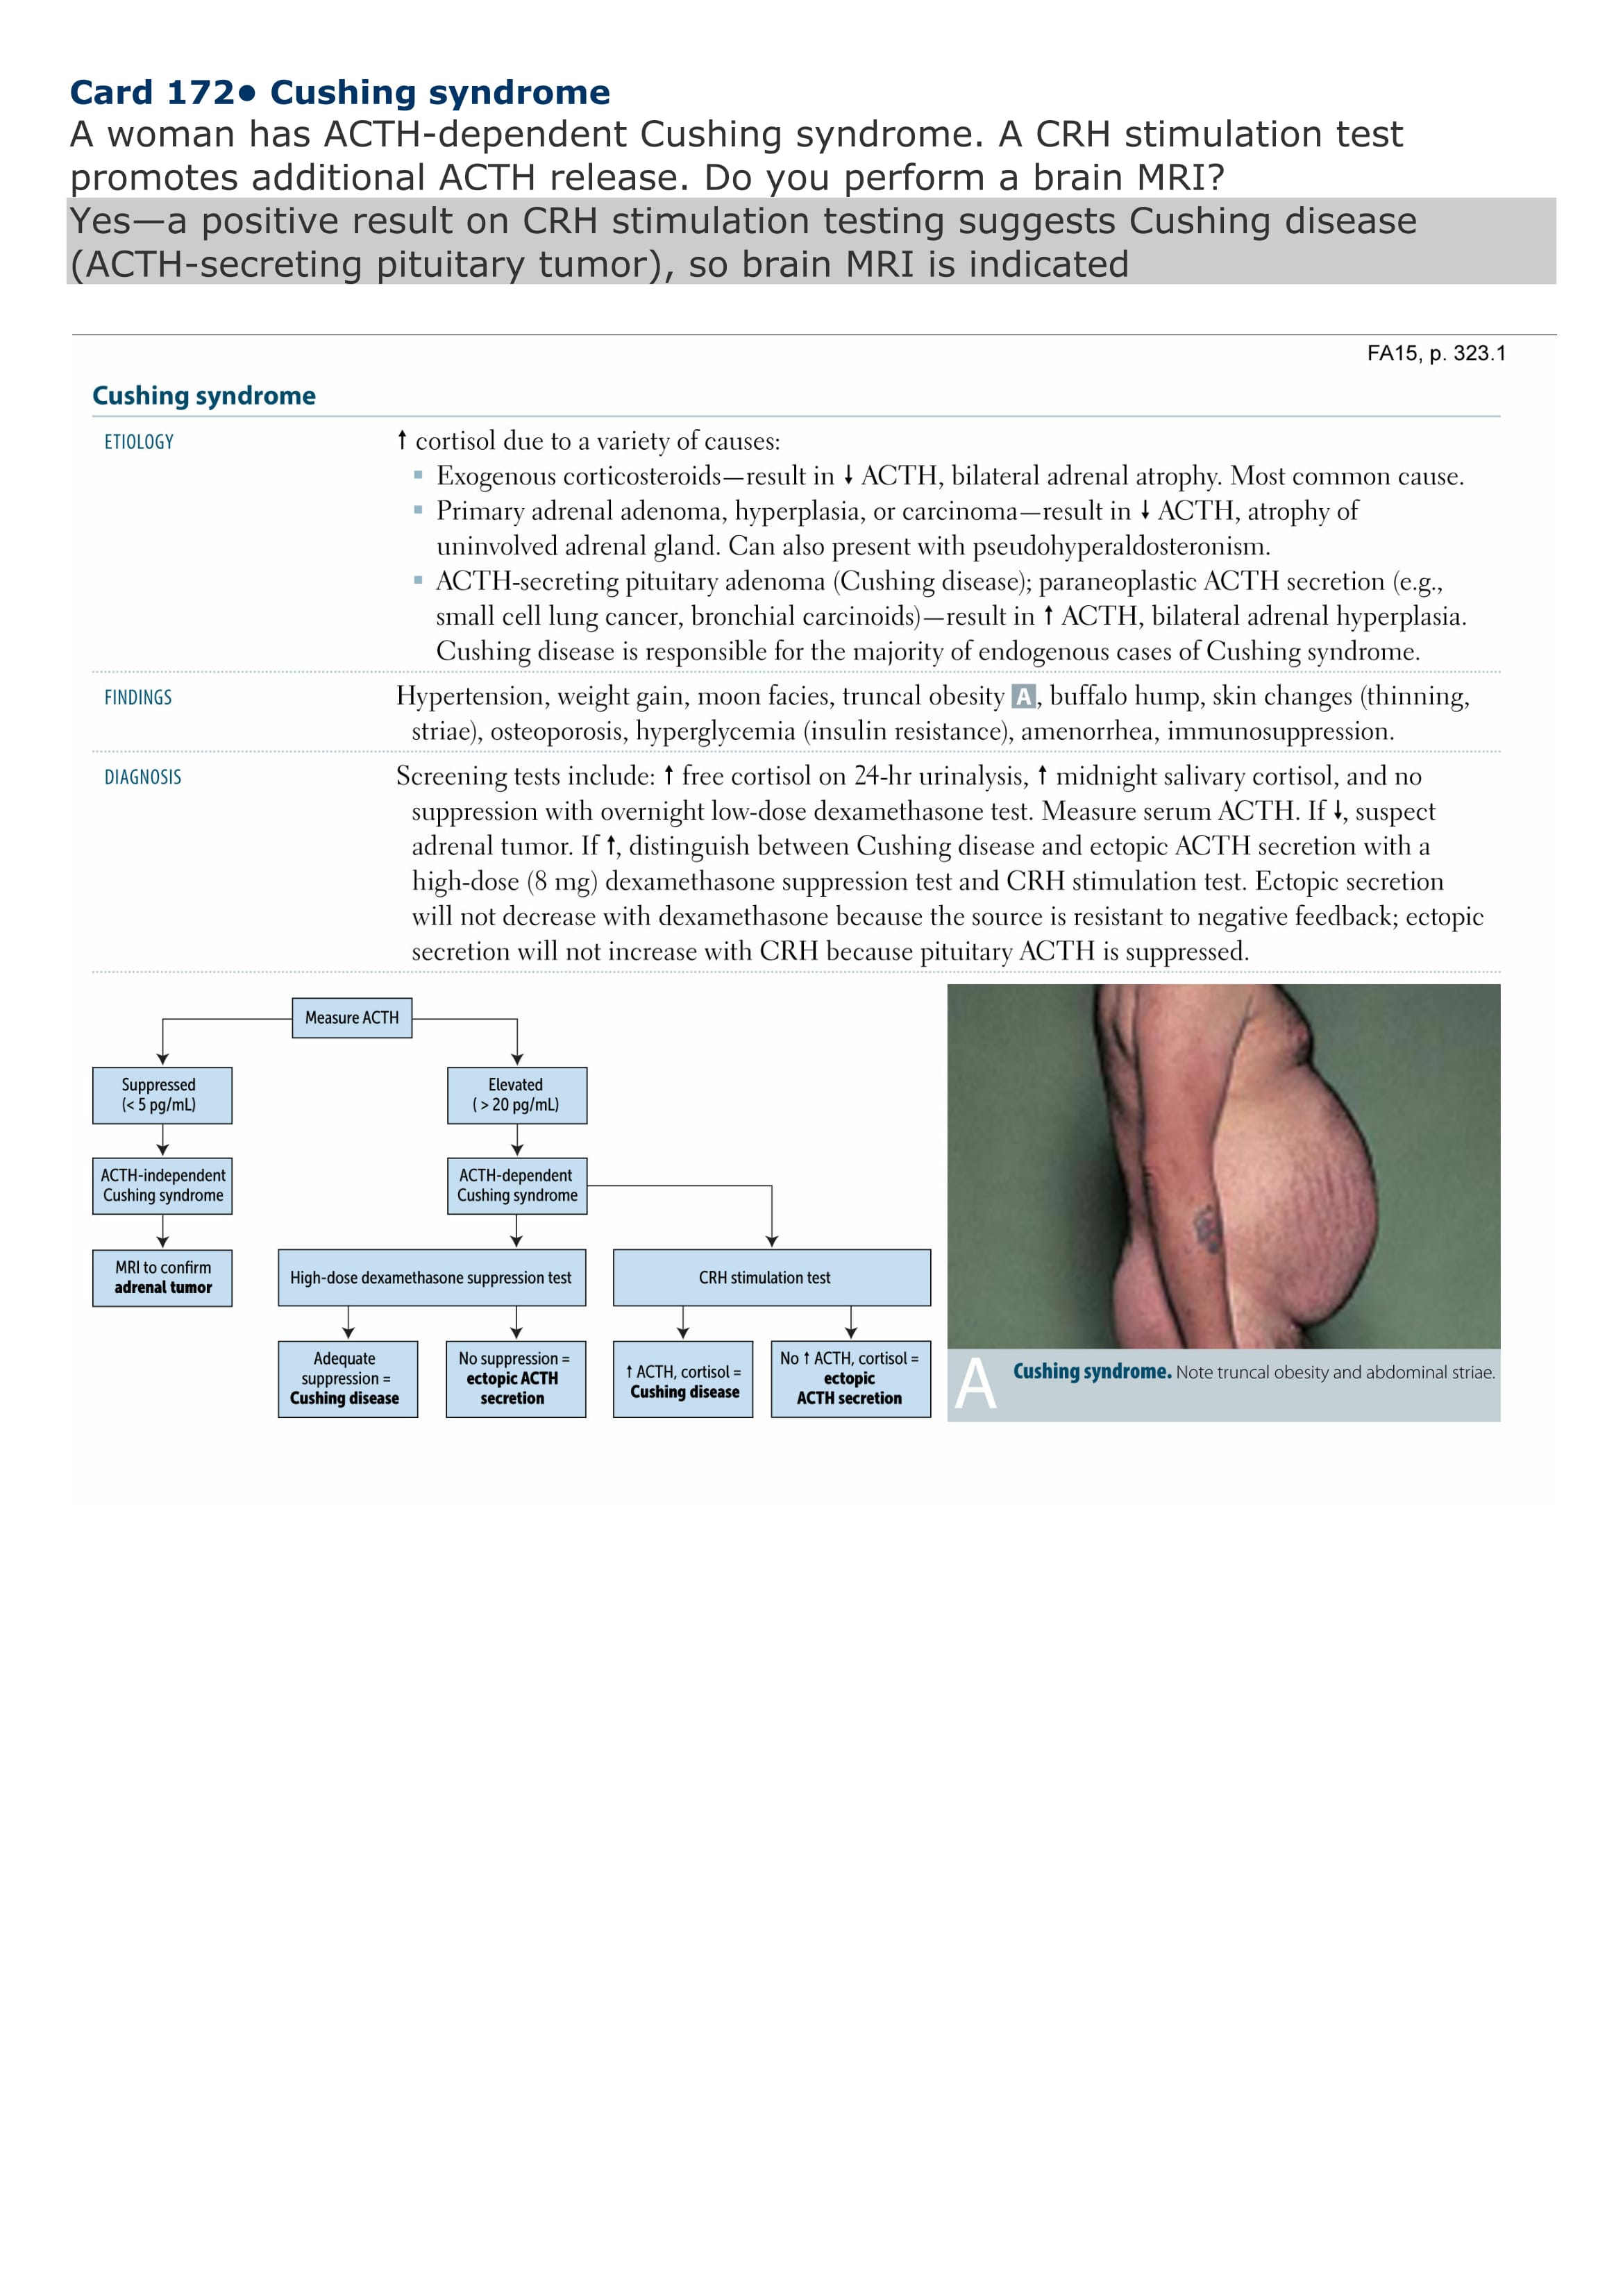 Card 172• Cushing syndrome
A woman has ACTH-dependent Cushing syndrome. A CRH stimulation test
promotes additional ACTH release. Do you perform a brain MRI?
Yes—a positive result on CRH stimulation testing suggests Cushing disease
(ACTH-secreting pituitary tumor), so brain MRI is indicated
FA15, p. 323.1
Cushing syndrome
ETIOLOGY
↑ cortisol due to a variety of causes:
▪ Exogenous corticosteroids—result in ↓ ACTH, bilateral adrenal atrophy. Most common cause.
▪ Primary adrenal adenoma, hyperplasia, or carcinoma—result in ↓ ACTH, atrophy of
uninvolved adrenal gland. Can also present with pseudohyperaldosteronism.
▪ ACTH-secreting pituitary adenoma (Cushing disease); paraneoplastic ACTH secretion (e.g.,
small cell lung cancer, bronchial carcinoids)—result in ↑ ACTH, bilateral adrenal hyperplasia.
Cushing disease is responsible for the majority of endogenous cases of Cushing syndrome.
FINDINGS
Hypertension, weight gain, moon facies, truncal obesity A, buffalo hump, skin changes (thinning,
striae), osteoporosis, hyperglycemia (insulin resistance), amenorrhea, immunosuppression.
DIAGNOSIS
Screening tests include: ↑ free cortisol on 24-hr urinalysis, ↑ midnight salivary cortisol, and no
suppression with overnight low-dose dexamethasone test. Measure serum ACTH. If ↓, suspect
adrenal tumor. If ↑, distinguish between Cushing disease and ectopic ACTH secretion with a
high-dose (8 mg) dexamethasone suppression test and CRH stimulation test. Ectopic secretion
will not decrease with dexamethasone because the source is resistant to negative feedback; ectopic
secretion will not increase with CRH because pituitary ACTH is suppressed.
Measure ACTH
Suppressed
(< 5 pg/mL)
Elevated
( > 20 pg/mL)
ACTH-independent
Cushing syndrome
ACTH-dependent
Cushing syndrome
MRI to confirm
adrenal tumor
High-dose dexamethasone suppression test
CRH stimulation test
Adequate
suppression =
Cushing disease
No suppression =
ectopic ACTH
secretion
↑ ACTH, cortisol =
Cushing disease
No ↑ ACTH, cortisol =
ectopic
ACTH secretion
A
Cushing syndrome. Note truncal obesity and abdominal striae.